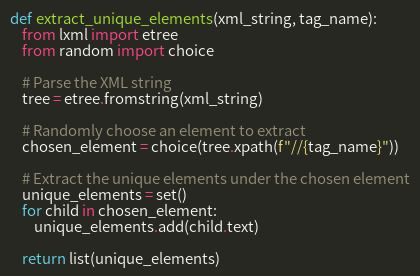 def extract_unique_elements(xml_string, tag_name):
from lxml import etree
from random import choice
# Parse the XML string
tree = etree.fromstring(xml_string)
# Randomly choose an element to extract
chosen_element = choice(tree.xpath(f"//{tag_name}"))
# Extract the unique elements under the chosen element
unique_elements = set()
for child in chosen_element:
unique_elements.add(child.text)
return list(unique_elements)